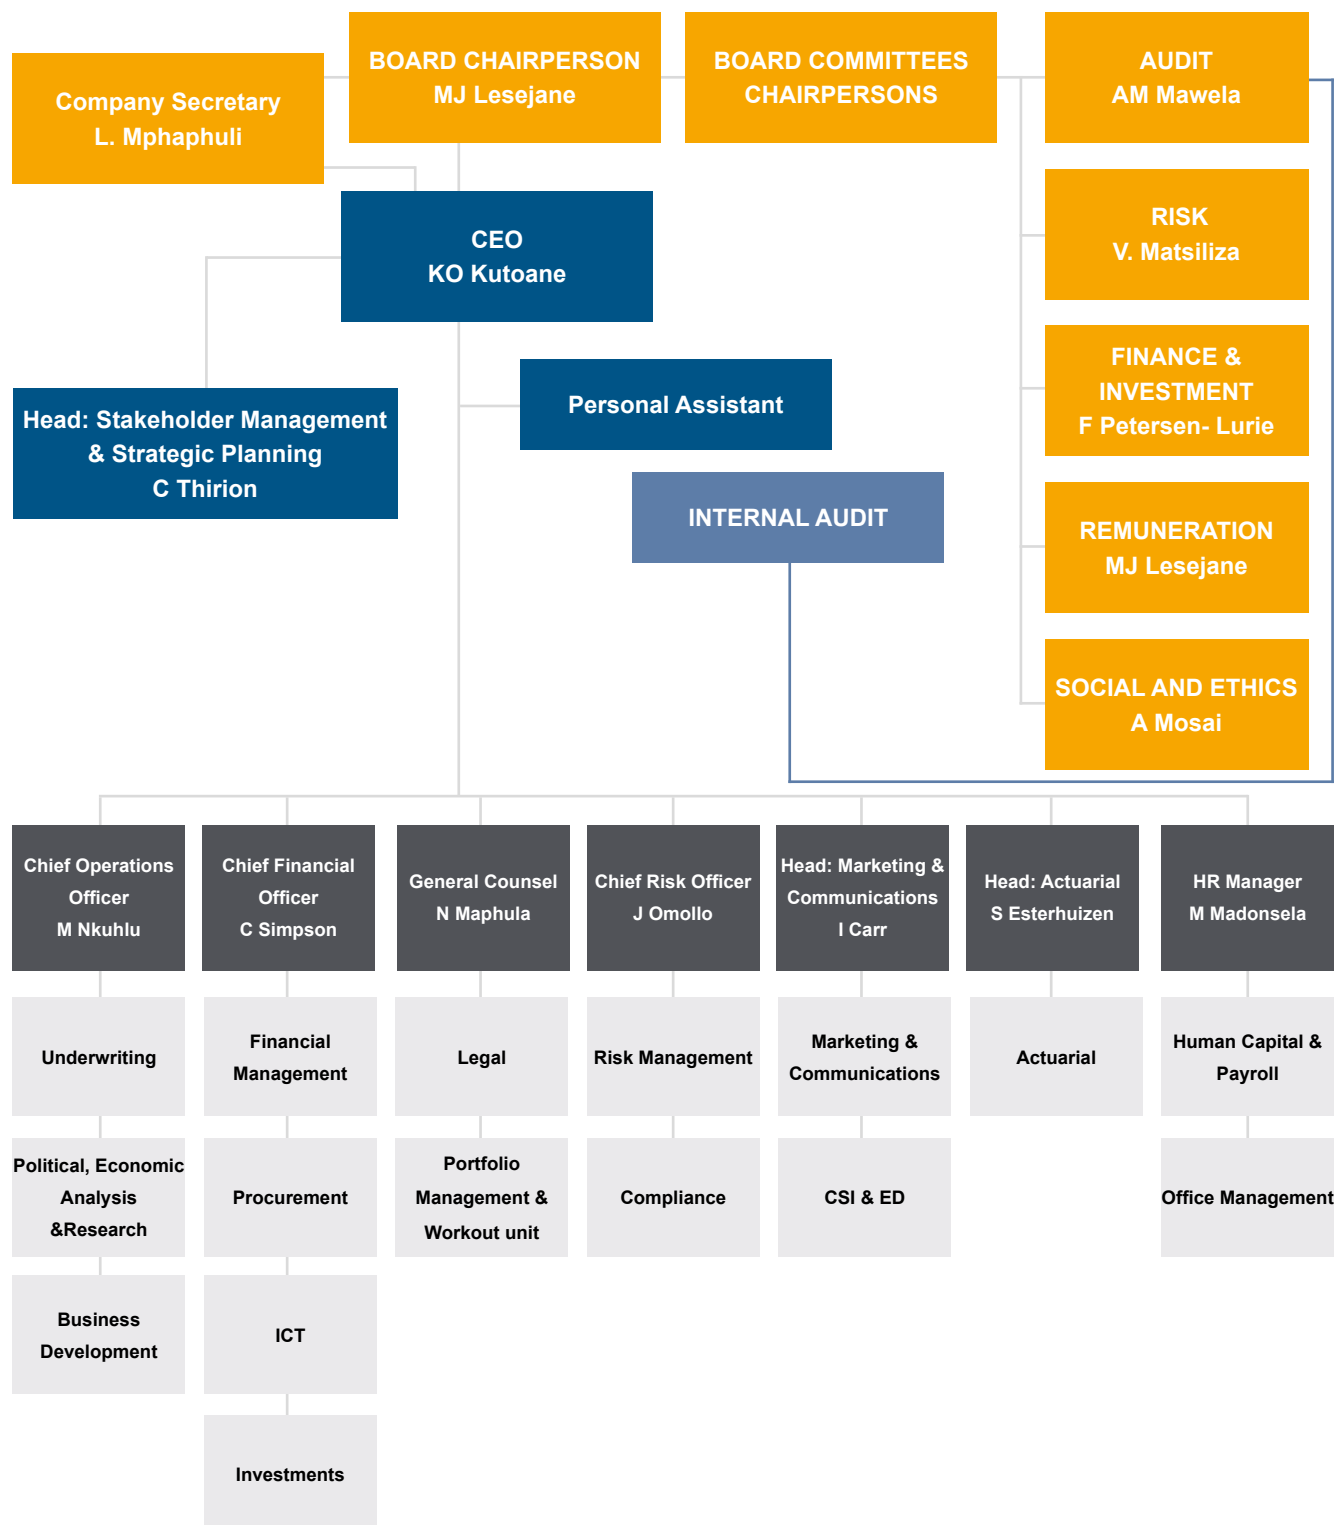 Company Secretary
L. Mphaphuli
BOARD CHAIRPERSON
MJ Lesejane
BOARD COMMITTEES
CHAIRPERSONS
AUDIT
AM Mawela
RISK
V. Matsiliza
FINANCE &
INVESTMENT
F Petersen- Lurie
REMUNERATION
MJ Lesejane
SOCIAL AND ETHICS
A Mosai
CEO
KO Kutoane
Head: Stakeholder Management
& Strategic Planning
C Thirion
Personal Assistant
INTERNAL AUDIT
Chief Operations
Officer
M Nkuhlu
Underwriting
Political, Economic
Analysis
&Research
Business
Development
Chief Financial
Officer
C Simpson
Financial
Management
Procurement
ICT
Investments
General Counsel
N Maphula
Legal
Portfolio
Management &
Workout unit
Chief Risk Officer
J Omollo
Risk Management
Compliance
Head: Marketing &
Communications
I Carr
Marketing &
Communications
CSI & ED
Head: Actuarial
S Esterhuizen
Actuarial
HR Manager
M Madonsela
Human Capital &
Payroll
Office Management